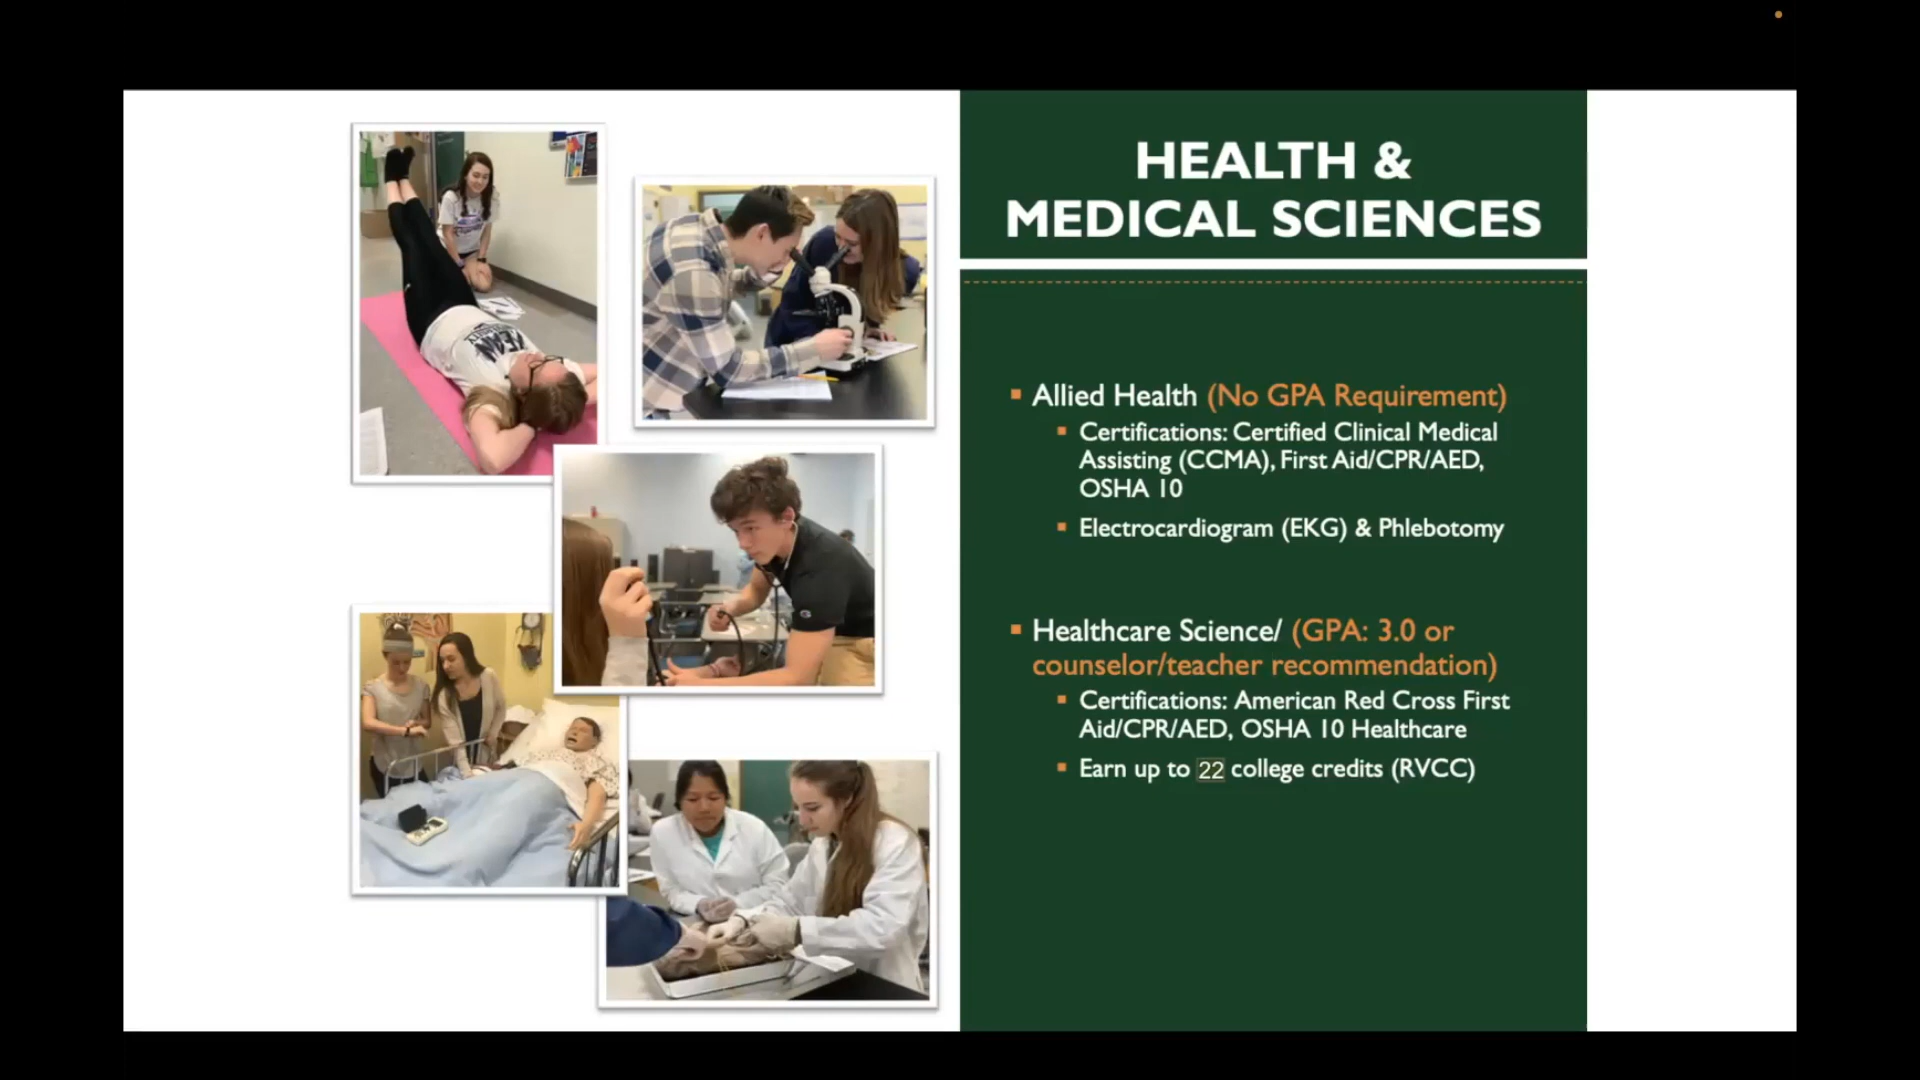 HEALTH &
MEDICAL SCIENCES
Allied Health (No GPA Requirement)
Certifications: Certified Clinical Medical
Assisting (CCMA), First Aid/CPR/AED,
OSHA 10
Electrocardiogram (EKG) & Phlebotomy
Healthcare Science/ (GPA: 3.0 or
counselor/teacher recommendation)
Certifications: American Red Cross First
Aid/CPR/AED, OSHA 10 Healthcare
Earn up to 22 college credits (RVCC)